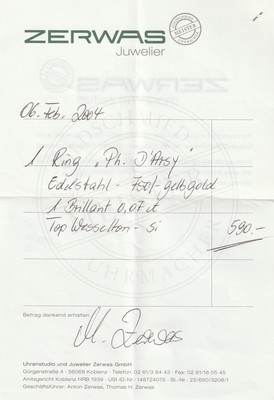 ZERWAS
Juwelier
06. Feb. 2004
1 Ring "Ph. D'Arsy"
Edelstahl - 750/- gelbgold
1 Brillant 0,07 ct
Top Wesselton - Si 590.-
Betrag dankend erhalten
M. Zerwas
Uhrenstudio und Juwelier Zerwas GmbH
Görgenstraße 4 - 56068 Koblenz - Telefon: 02 61/3 84 43 - Fax: 02 61/16 05 45
Amtsgericht Koblenz HRB 1939 - USt-ID-Nr.: 148724078 - St.-Nr.: 22/650/3208/1
Geschäftsführer: Anton Zerwas, Thomas H. Zerwas